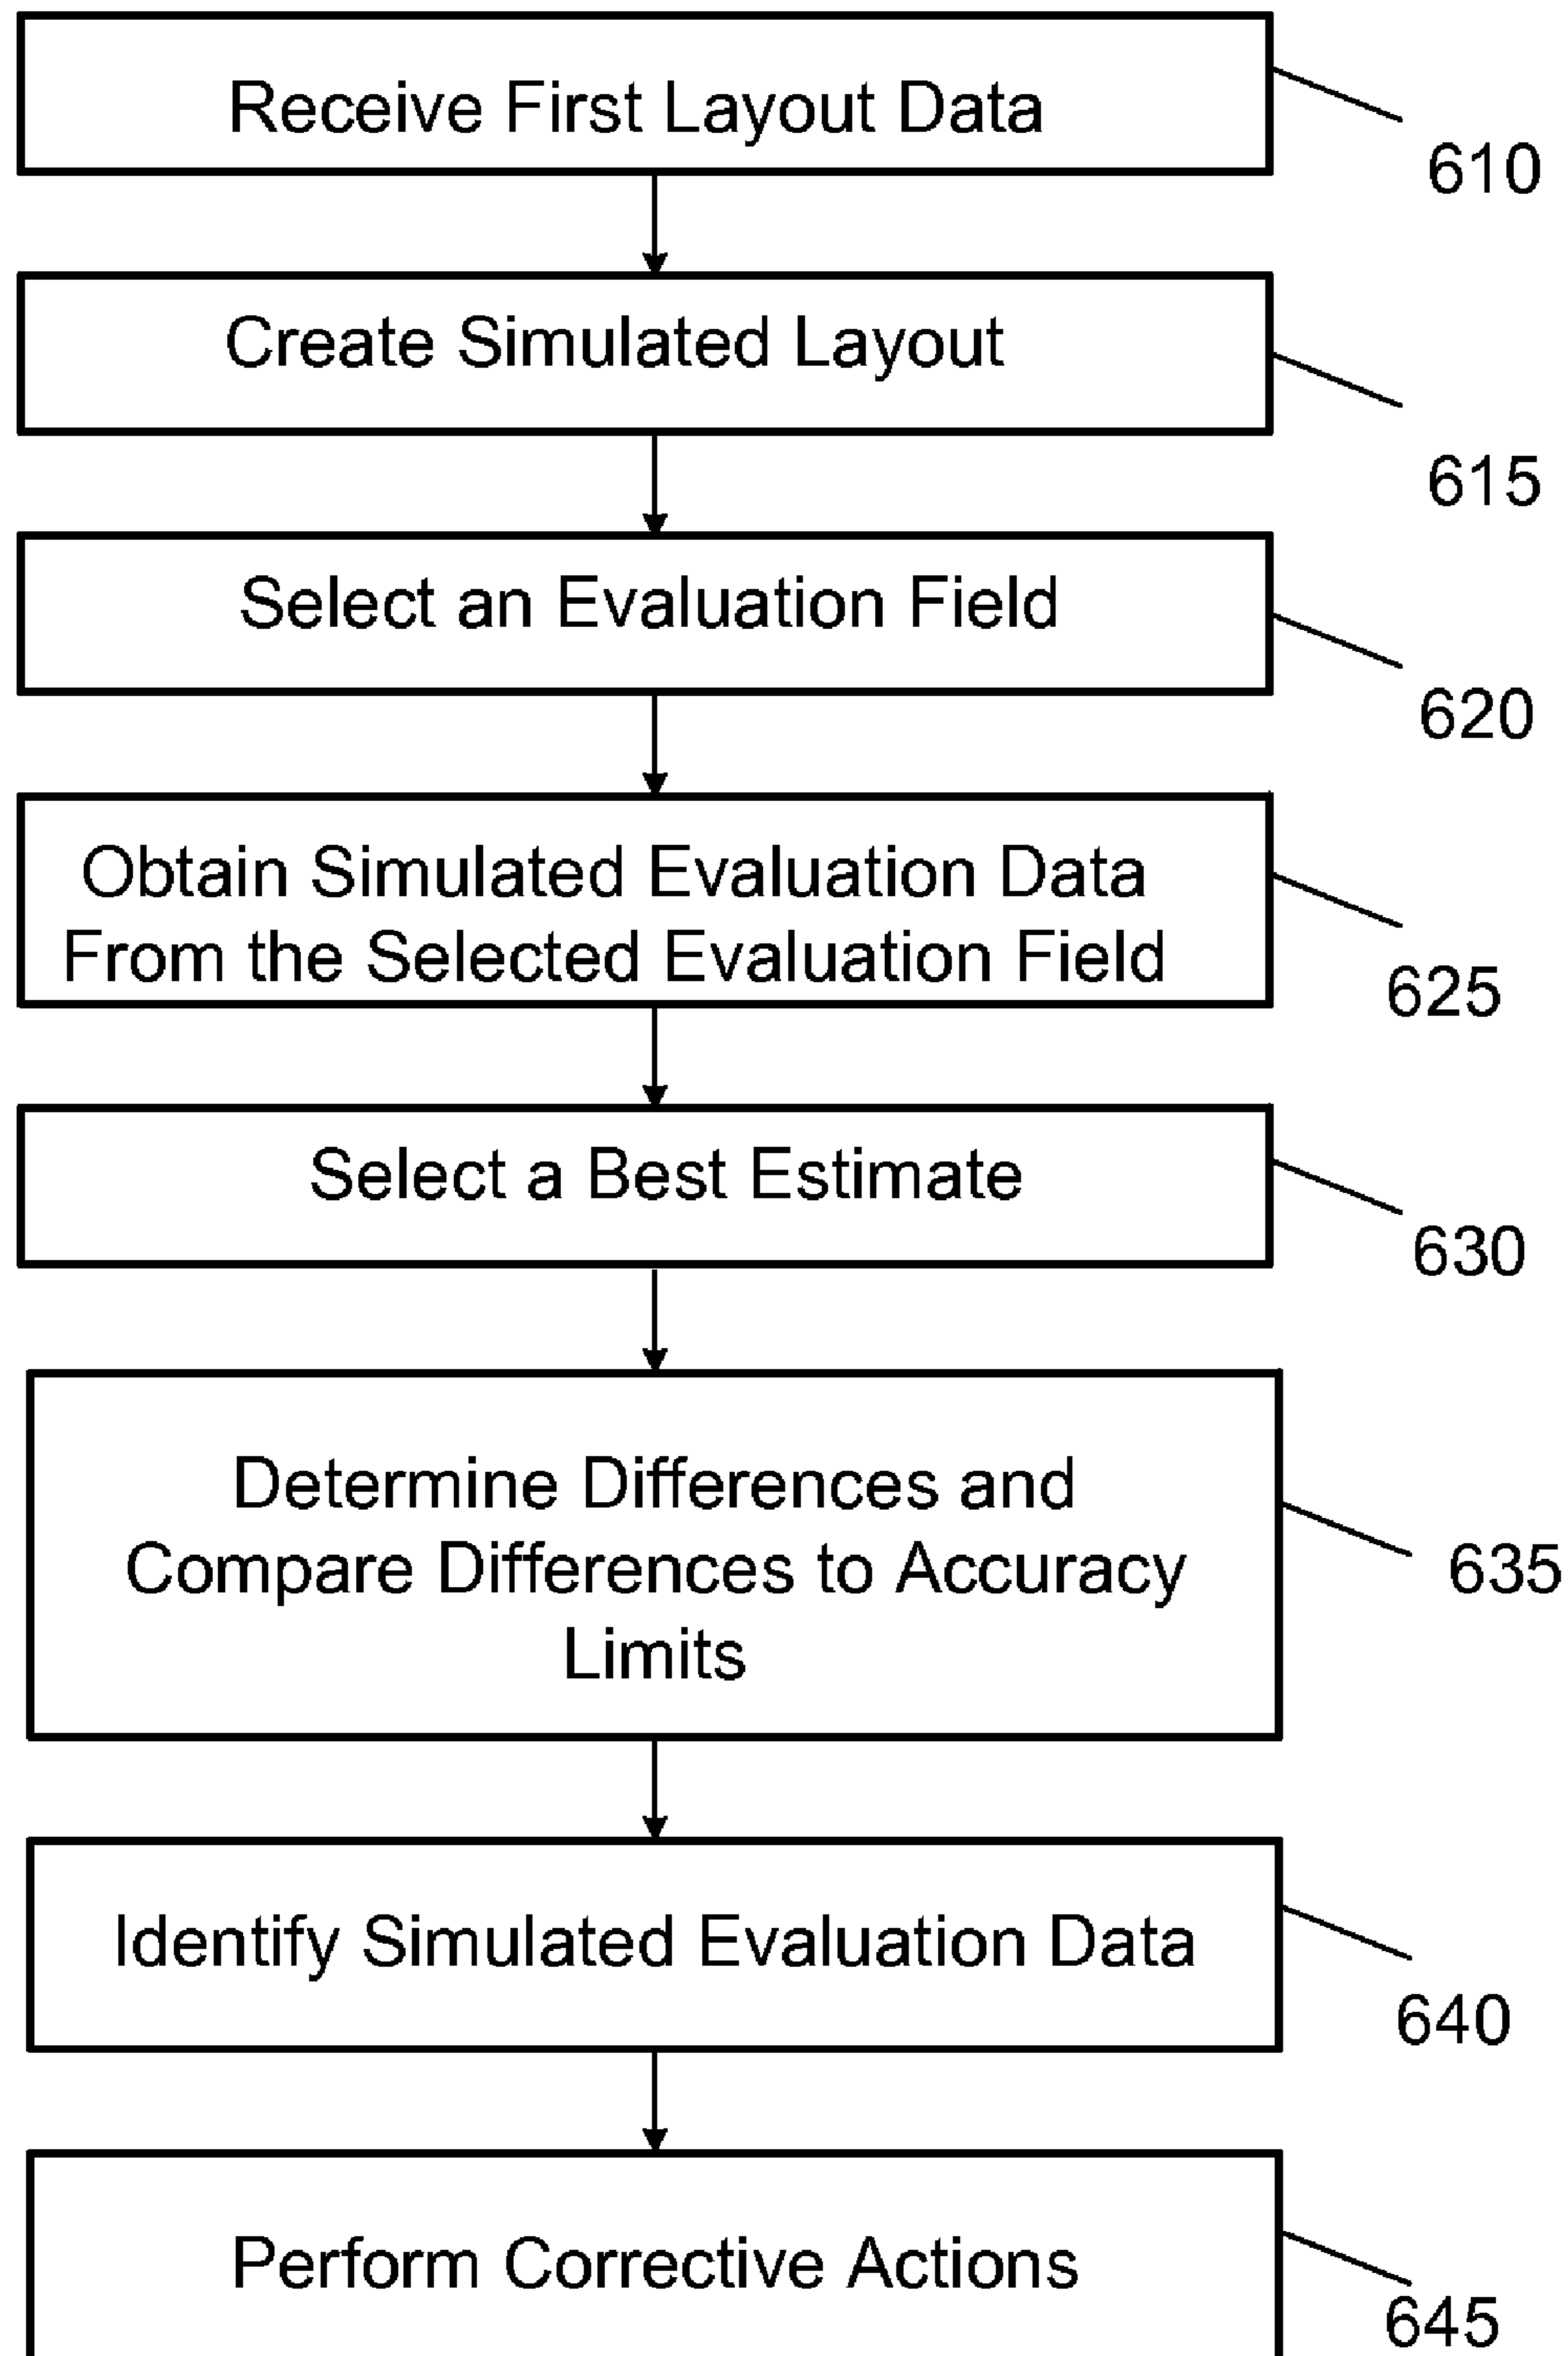 Receive First Layout Data
610
Create Simulated Layout
615
Select an Evaluation Field
620
Obtain Simulated Evaluation Data
From the Selected Evaluation Field
625
Select a Best Estimate
630
Determine Differences and
Compare Differences to Accuracy
Limits
635
Identify Simulated Evaluation Data
640
Perform Corrective Actions
645